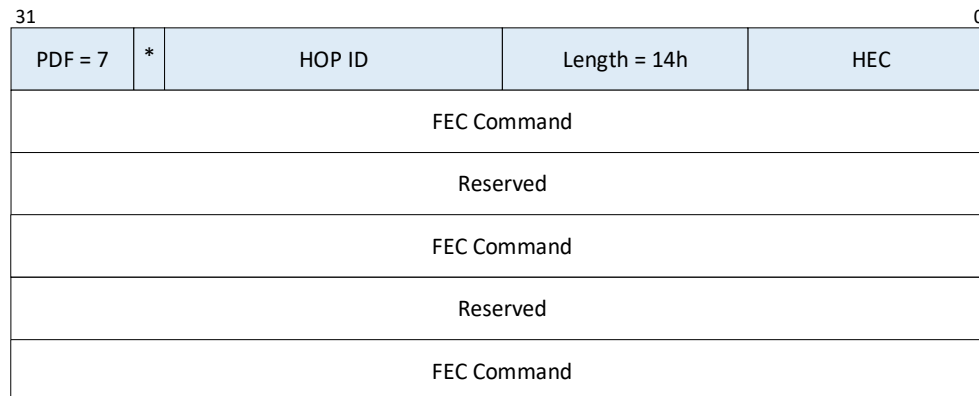 31 0
PDF = 7 * HOP ID Length = 14h HEC
FEC Command
Reserved
FEC Command
Reserved
FEC Command